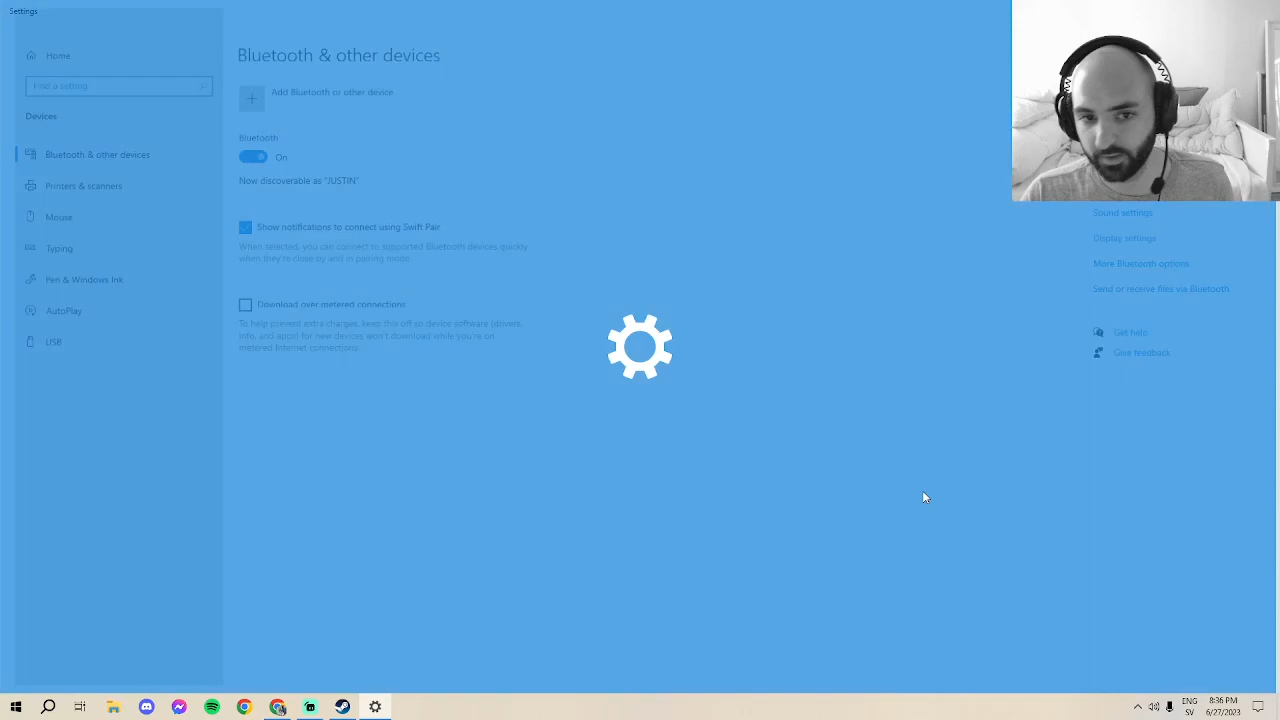 Settings
Home
Find a setting
Devices
Bluetooth & other devices
Printers & scanners
Mouse
Typing
Pen & Windows Ink
AutoPlay
USB
Bluetooth & other devices
Add Bluetooth or other device
Bluetooth
On
Now discoverable as "JUSTIN"
Show notifications to connect using Swift Pair
When selected, you can connect to supported Bluetooth devices quickly
when they're close by and in pairing mode.
Download over metered connections
To help prevent extra charges, keep this off so device software (drivers,
info, and apps) for new devices won't download while you're on
metered Internet connections.
Sound settings
Display settings
More Bluetooth options
Send or receive files via Bluetooth
Get help
Give feedback
ENG
SV
8:36 PM
6/27/2023